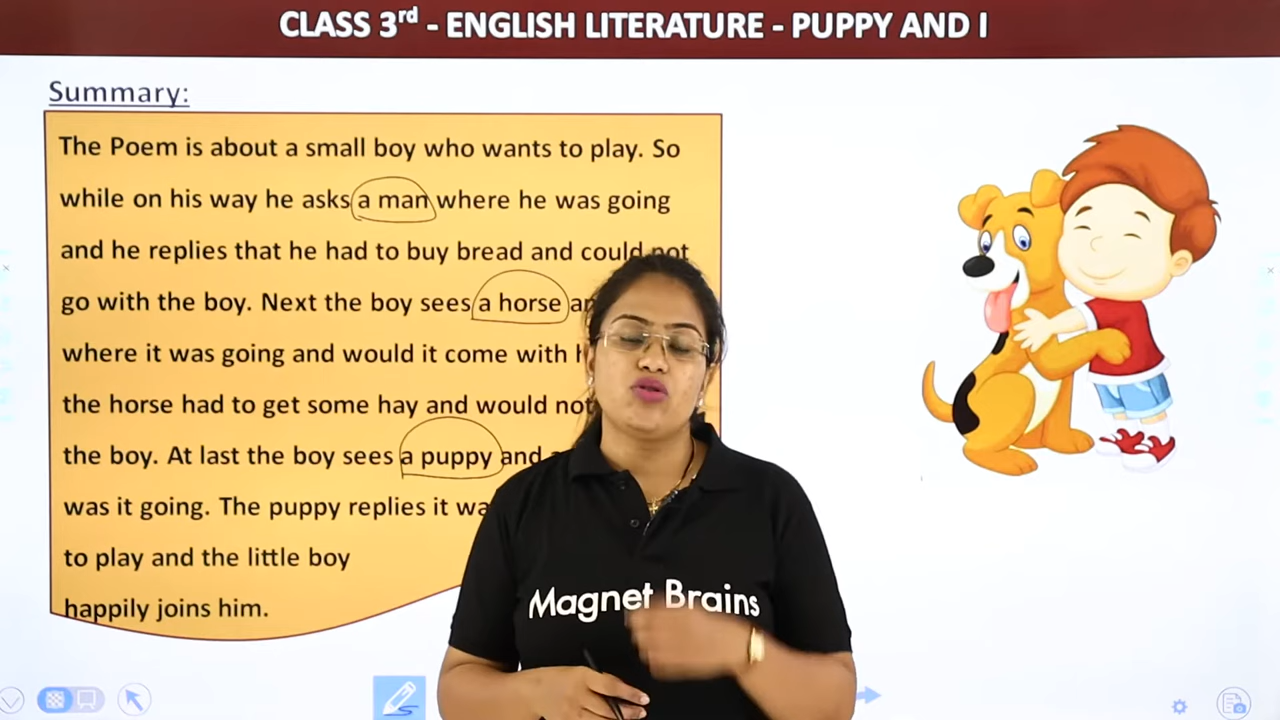 CLASS 3rd - ENGLISH LITERATURE - PUPPY AND I
Summary:
The Poem is about a small boy who wants to play. So
while on his way he asks a man where he was going
and he replies that he had to buy bread and could not
go with the boy. Next the boy sees a horse
where it was going and would it come with
the horse had to get some hay and would not
the boy. At last the boy sees a puppy and
was it going. The puppy replies it
to play and the little boy
happily joins him.
Magnet Brains